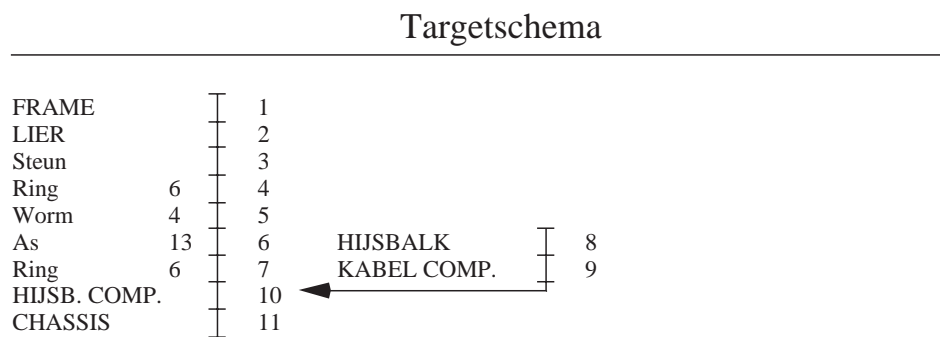 Targetschema
FRAME 1
LIER 2
Steun 3
Ring 6 4
Worm 4 5
As 13 6 HIJSBALK 8
Ring 6 7 KABEL COMP. 9
HIJSB. COMP. 10
CHASSIS 11